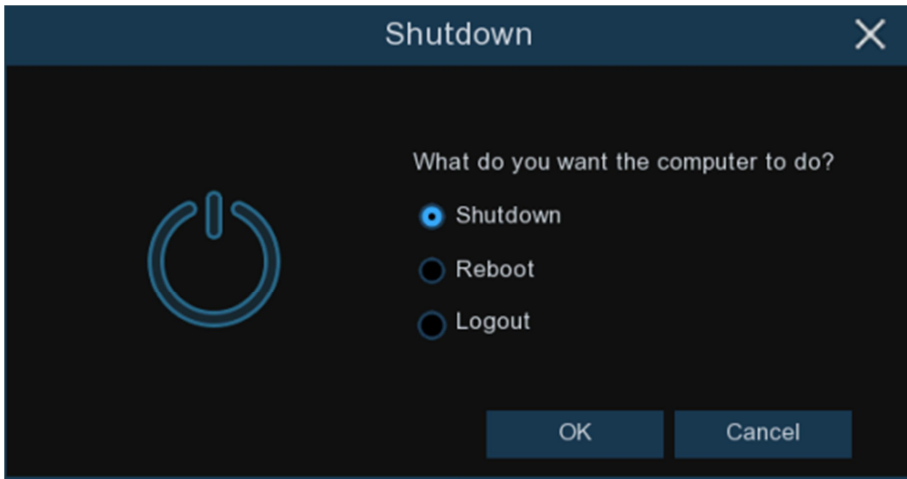 Shutdown
What do you want the computer to do?
Shutdown
Reboot
Logout
OK
Cancel